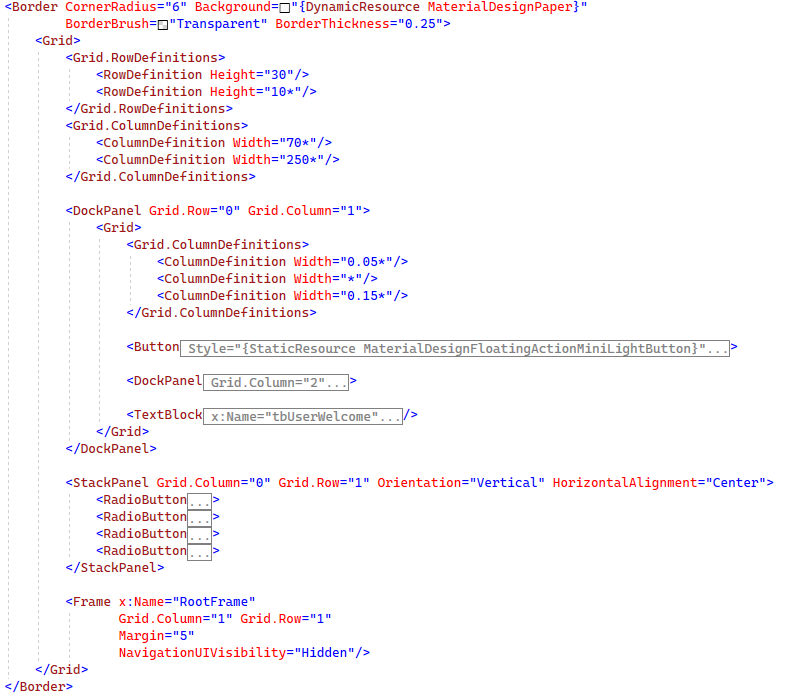 <Border CornerRadius="6" Background="{DynamicResource MaterialDesignPaper}"
        BorderBrush="Transparent" BorderThickness="0.25">
    <Grid>
        <Grid.RowDefinitions>
            <RowDefinition Height="30"/>
            <RowDefinition Height="10*"/>
        </Grid.RowDefinitions>
        <Grid.ColumnDefinitions>
            <ColumnDefinition Width="70*"/>
            <ColumnDefinition Width="250*"/>
        </Grid.ColumnDefinitions>

        <DockPanel Grid.Row="0" Grid.Column="1">
            <Grid>
                <Grid.ColumnDefinitions>
                    <ColumnDefinition Width="0.05*"/>
                    <ColumnDefinition Width="*"/>
                    <ColumnDefinition Width="0.15*"/>
                </Grid.ColumnDefinitions>

                <Button Style="{StaticResource MaterialDesignFloatingActionMiniLightButton}"...>

                <DockPanel Grid.Column="2"...>

                <TextBlock x:Name="tbUserWelcome".../>
            </Grid>
        </DockPanel>

        <StackPanel Grid.Column="0" Grid.Row="1" Orientation="Vertical" HorizontalAlignment="Center">
            <RadioButton...>
            <RadioButton...>
            <RadioButton...>
            <RadioButton...>
        </StackPanel>

        <Frame x:Name="RootFrame"
               Grid.Column="1" Grid.Row="1"
               Margin="5"
               NavigationUIVisibility="Hidden"/>
    </Grid>
</Border>